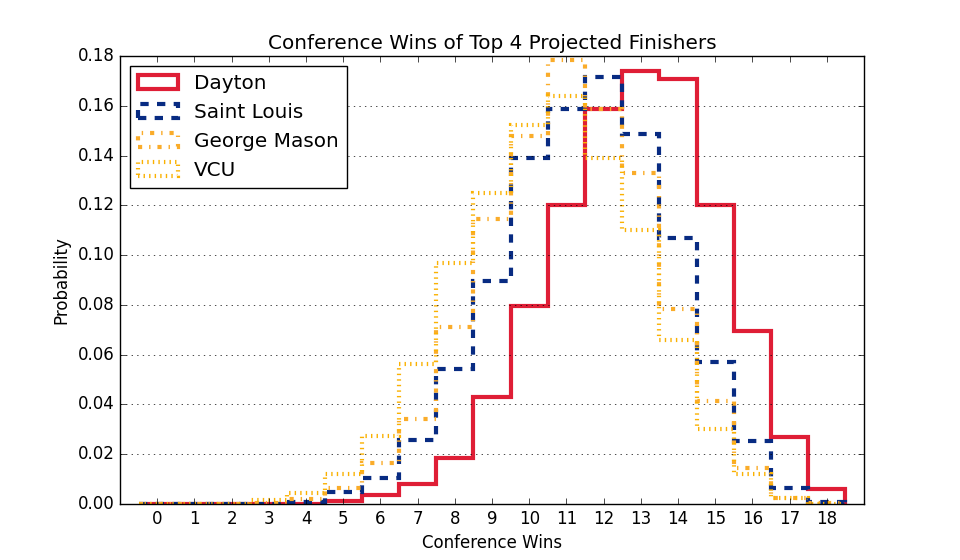 Conference Wins of Top 4 Projected Finishers
Dayton
Saint Louis
George Mason
VCU
Probability
0.18
0.16
0.14
0.12
0.10
0.08
0.06
0.04
0.02
0.00
0 1 2 3 4 5 6 7 8 9 10 11 12 13 14 15 16 17 18
Conference Wins